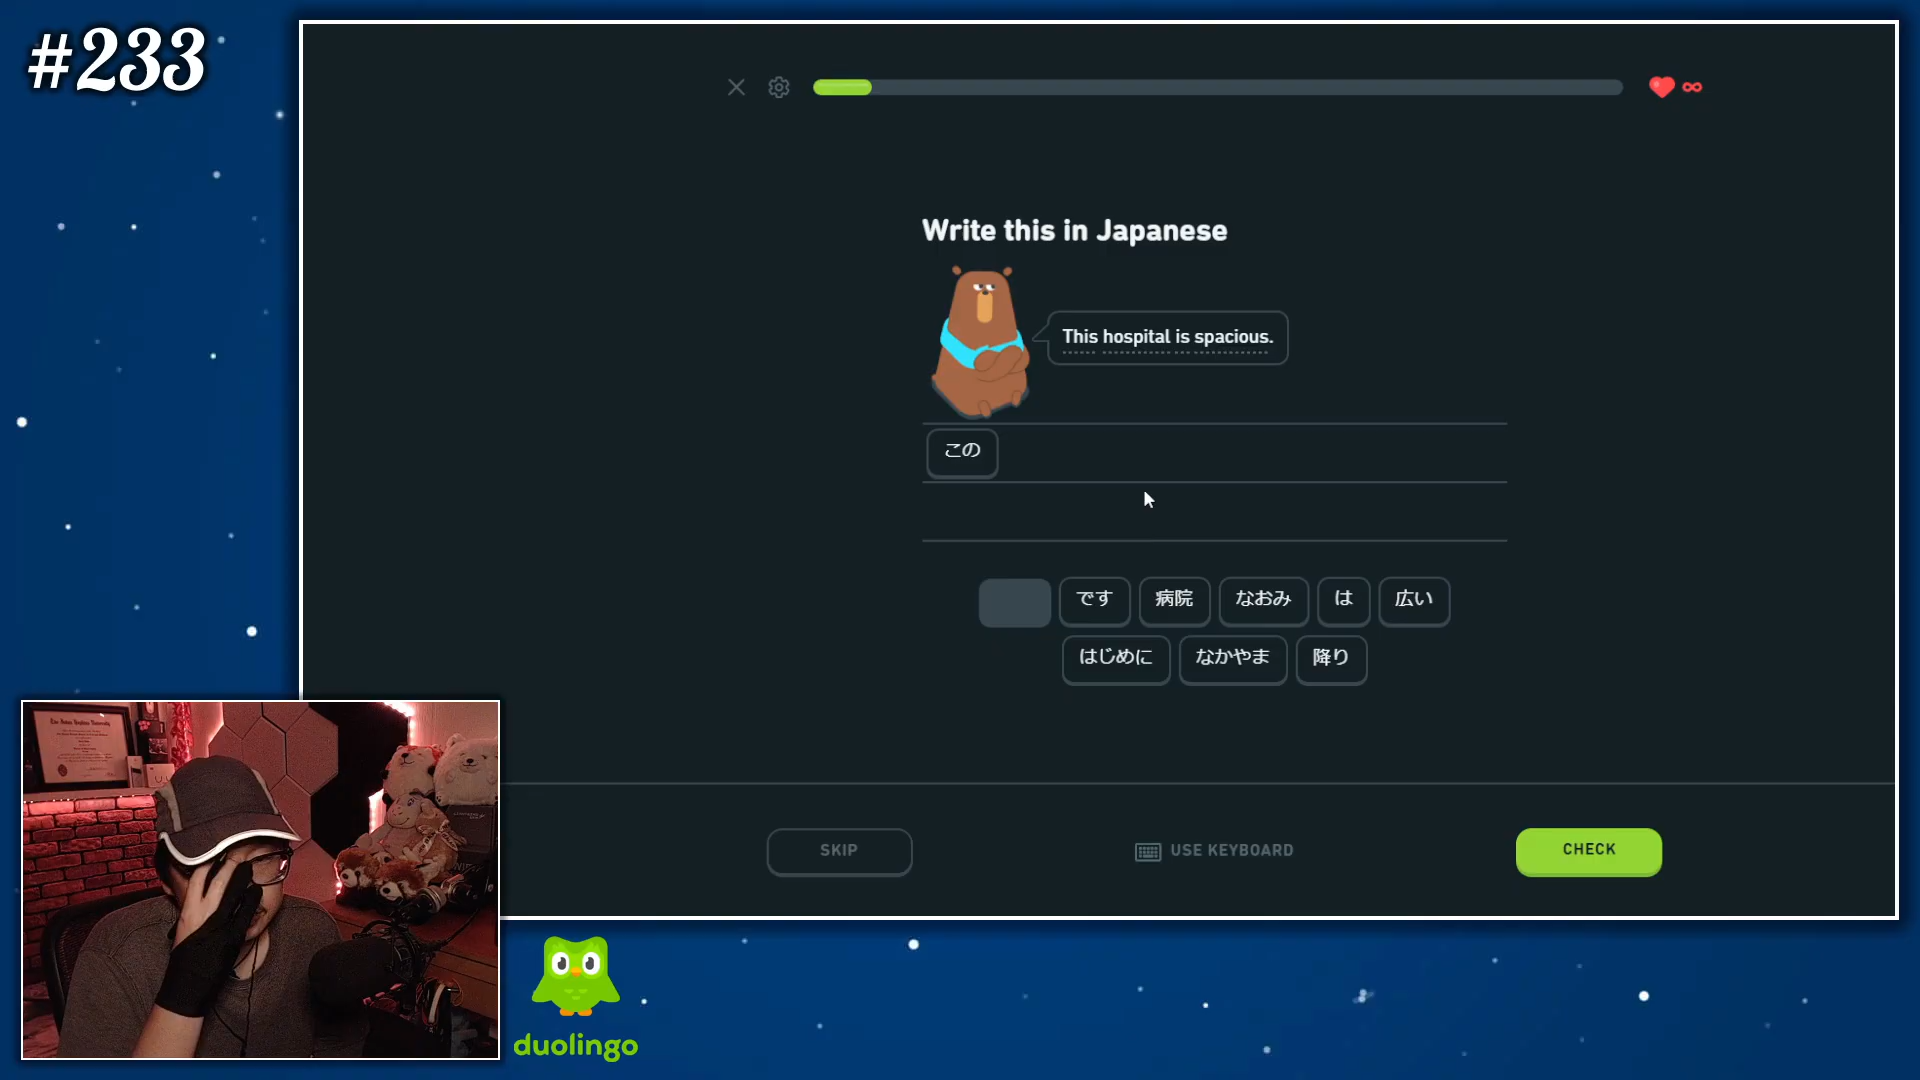 #233
Write this in Japanese
This hospital is spacious.
この
です 病院 なおみ は 広い
はじめに なかやま 降り
SKIP
USE KEYBOARD
CHECK
duolingo